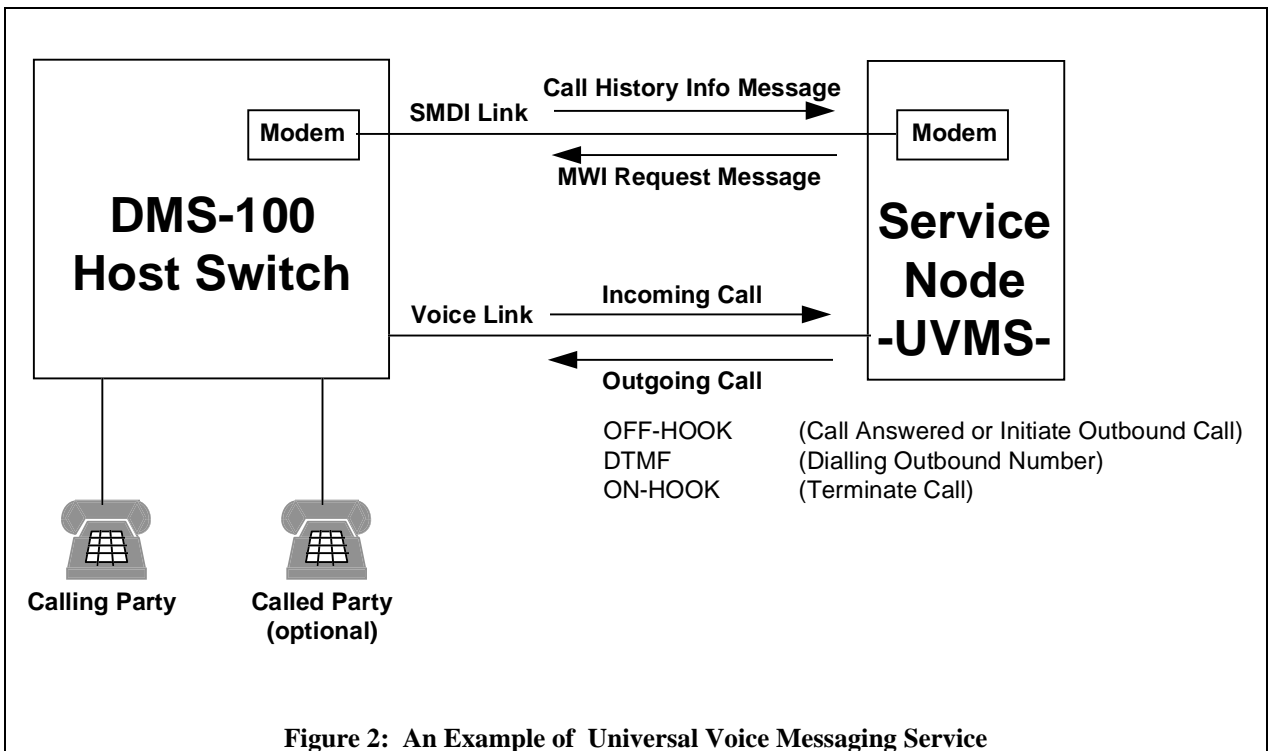 Call History Info Message
SMDI Link
Modem
Modem
MWI Request Message
DMS-100
Host Switch
Service
Node
-UVMS-
Incoming Call
Voice Link
Outgoing Call
OFF-HOOK (Call Answered or Initiate Outbound Call)
DTMF (Dialling Outbound Number)
ON-HOOK (Terminate Call)
Calling Party
Called Party
(optional)
Figure 2: An Example of Universal Voice Messaging Service